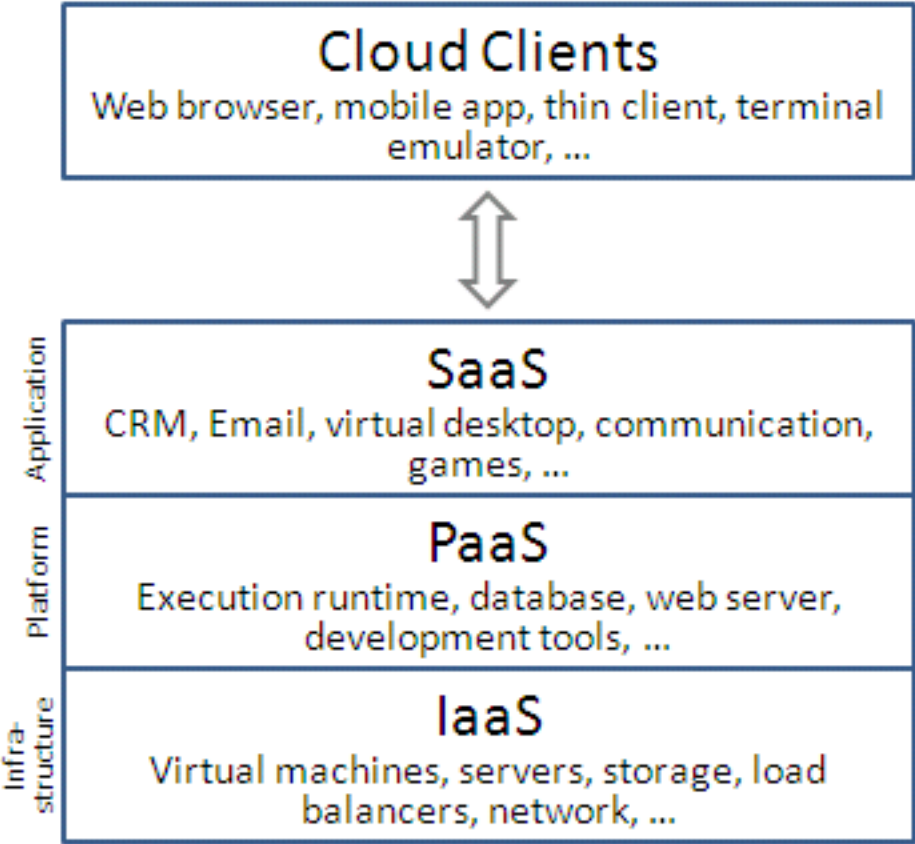 Cloud Clients
Web browser, mobile app, thin client, terminal
emulator, ...
Application
SaaS
CRM, Email, virtual desktop, communication,
games, ...
Platform
PaaS
Execution runtime, database, web server,
development tools, ...
Infra-
structure
IaaS
Virtual machines, servers, storage, load
balancers, network, ...